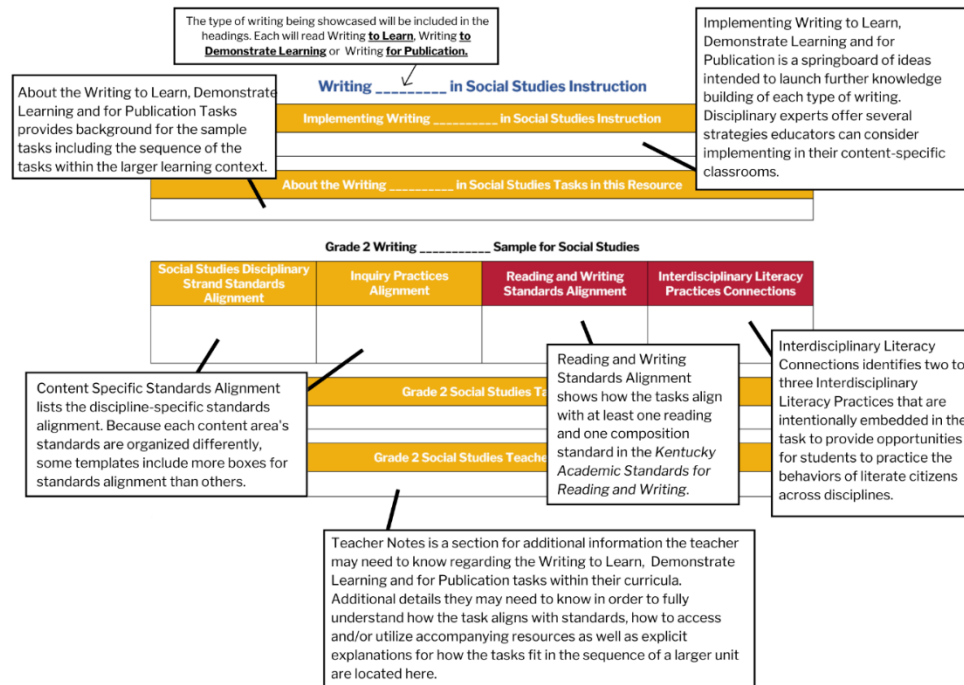 The type of writing being showcased will be included in the
headings. Each will read Writing to Learn, Writing to
Demonstrate Learning or Writing for Publication.
About the Writing to Learn, Demonstrate
Learning and for Publication Tasks
provides background for the sample
tasks including the sequence of the
tasks within the larger learning context.
Implementing Writing to Learn,
Demonstrate Learning and for
Publication is a springboard of ideas
intended to launch further knowledge
building of each type of writing.
Disciplinary experts offer several
strategies educators can consider
implementing in their content-specific
classrooms.
Writing _________ in Social Studies Instruction
Implementing Writing __________ in Social Studies Instruction
About the Writing __________ in Social Studies Tasks in this Resource
Grade 2 Writing ___________ Sample for Social Studies
Social Studies Disciplinary
Strand Standards
Alignment
Inquiry Practices
Alignment
Reading and Writing
Standards Alignment
Interdisciplinary Literacy
Practices Connections
Content Specific Standards Alignment
lists the discipline-specific standards
alignment. Because each content area's
standards are organized differently,
some templates include more boxes for
standards alignment than others.
Grade 2 Social Studies
Grade 2 Social Studies
Reading and Writing
Standards Alignment
shows how the tasks align
with at least one reading
and one composition
standard in the Kentucky
Academic Standards for
Reading and Writing.
Interdisciplinary Literacy
Connections identifies two to
three Interdisciplinary
Literacy Practices that are
intentionally embedded in the
task to provide opportunities
for students to practice the
behaviors of literate citizens
across disciplines.
Teacher Notes is a section for additional information the teacher
may need to know regarding the Writing to Learn, Demonstrate
Learning and for Publication tasks within their curricula.
Additional details they may need to know in order to fully
understand how the task aligns with standards, how to access
and/or utilize accompanying resources as well as explicit
explanations for how the tasks fit in the sequence of a larger unit
are located here.